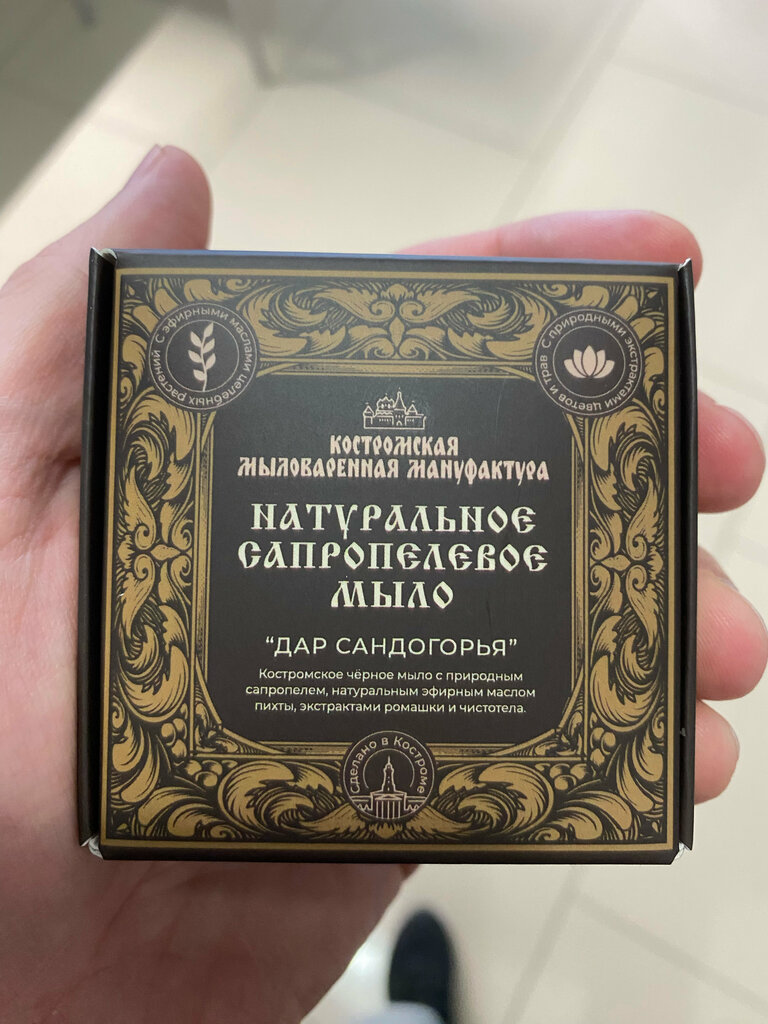 С эфирными маслами целебных растений
С природными экстрактами цветов и трав
КОСТРОМСКАЯ
МЫЛОВАРЕННАЯ МАНУФАКТУРА
НАТУРАЛЬНОЕ
САПРОПЕЛЕВОЕ
МЫЛО
“ДАР САНДОГОРЬЯ”
Костромское чёрное мыло с природным
сапропелем, натуральным эфирным маслом
пихты, экстрактами ромашки и чистотела.
Сделано в Костроме